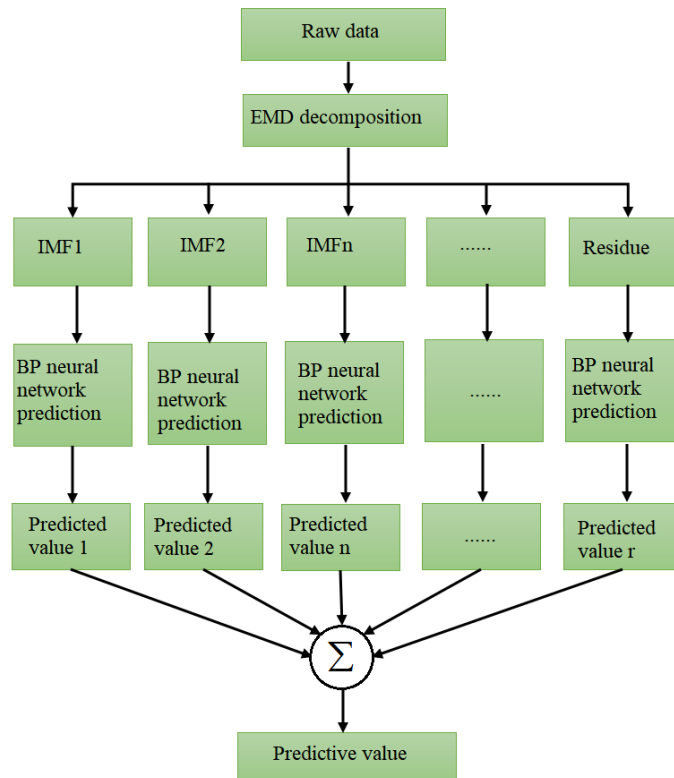 Raw data
EMD decomposition
IMF1
IMF2
IMFn
......
Residue
BP neural
network
prediction
BP neural
network
prediction
BP neural
network
prediction
......
BP neural
network
prediction
Predicted
value 1
Predicted
value 2
Predicted
value n
......
Predicted
value r
Σ
Predictive value